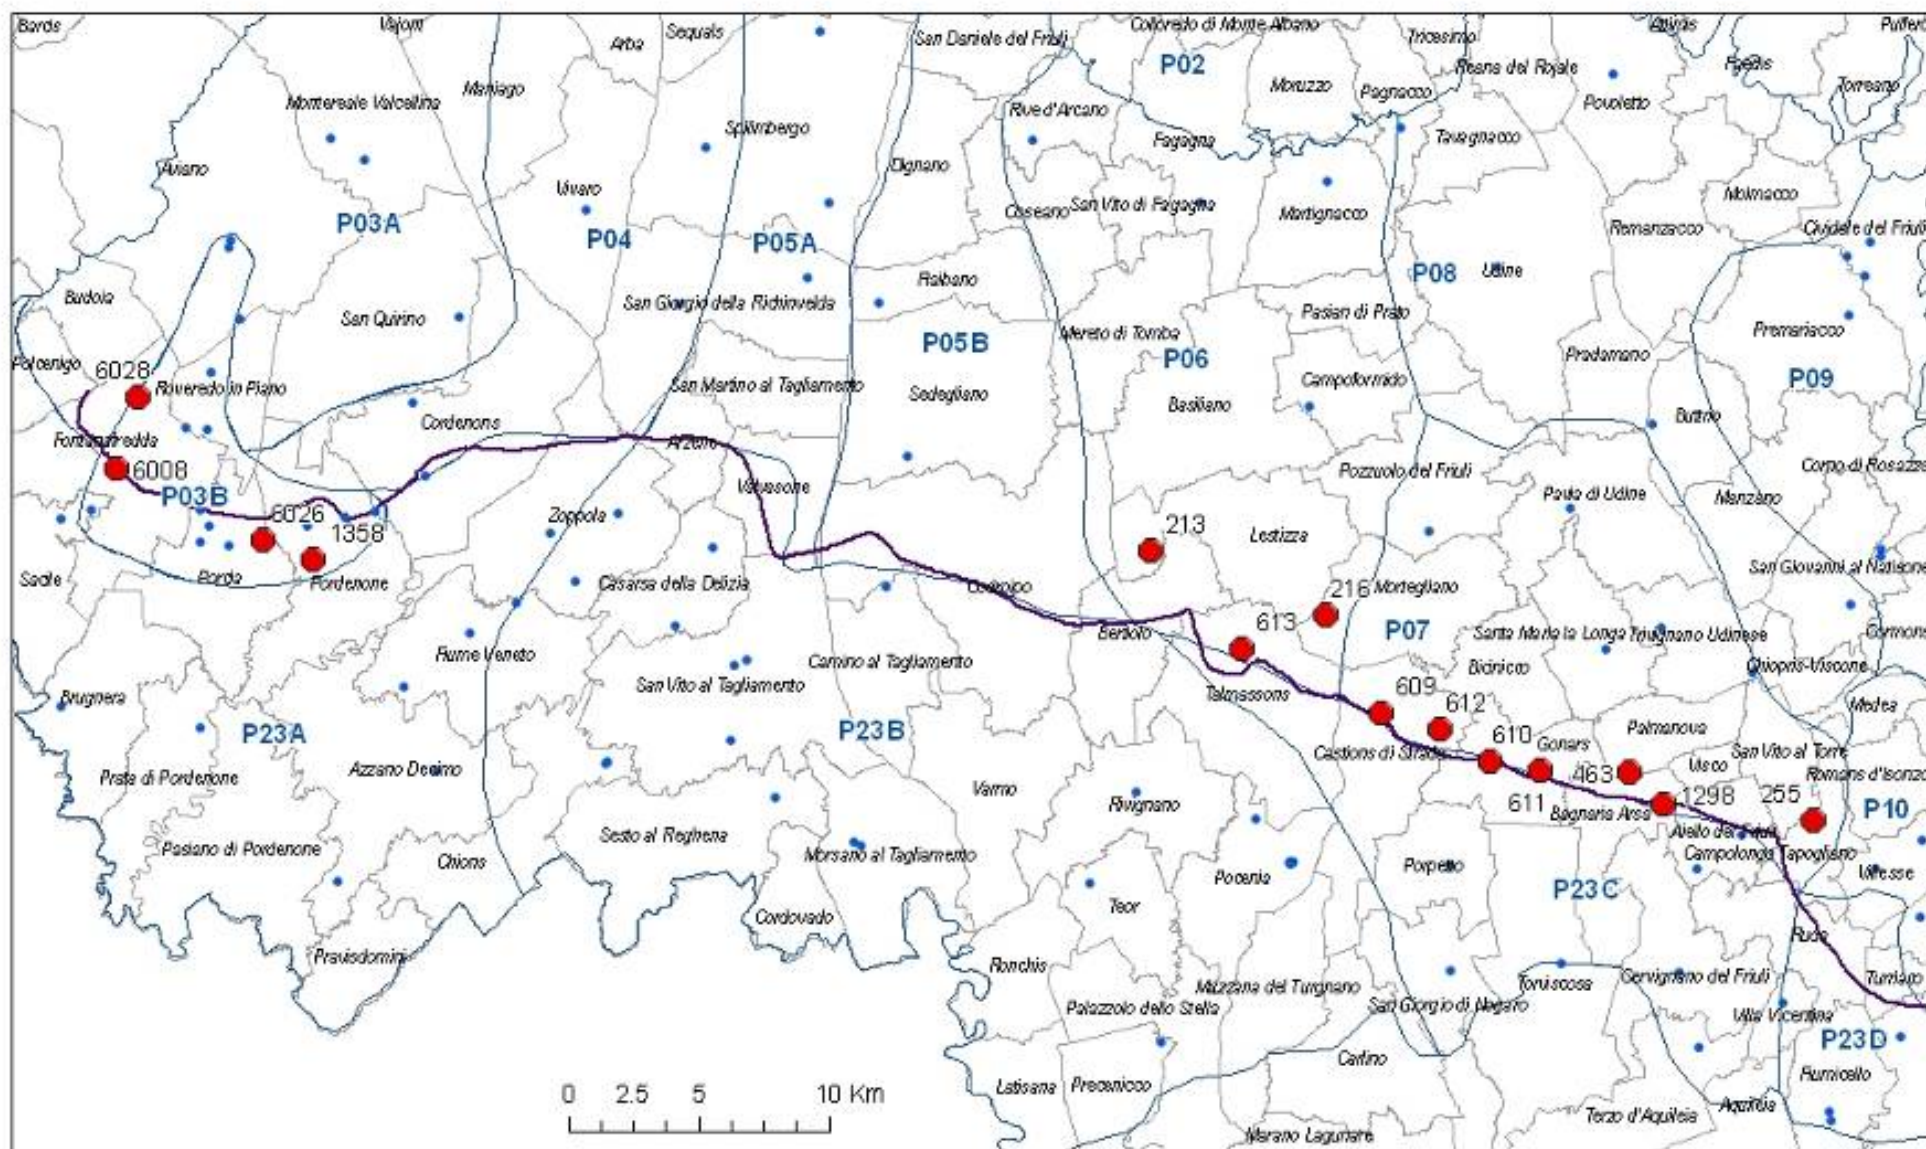 Vajont
Sequals
Colloredo di Monte Albano
Arba
San Daniele del Friuli
Tricesimo
P02
Reana del Rojale
Faedis
Maniago
Moruzzo
Pagnacco
Torreano
Montereale Valcellina
Rive d'Arcano
Povoletto
Spilimbergo
Fagagna
Tavagnacco
Aviano
Dignano
Vivaro
Moimacco
Coseano
San Vito di Fagagna
Martignacco
P03A
Remanzacco
Cividale del Friuli
P04
P05A
P08
Udine
Flaibano
Budoia
San Giorgio della Richinvelda
San Quirino
Pasian di Prato
Mereto di Tomba
Premariacco
P05B
P06
Pradamano
Polcenigo
6028
Roveredo in Piano
San Martino al Tagliamento
Campoformido
P09
Sedegliano
Basiliano
Cordenons
Buttrio
Fontanafredda
Arzene
6008
Pozzuolo del Friuli
Corno di Rosazzo
P03B
Valvasone
Pavia di Udine
Manzano
6026
Zoppola
213
1358
Lestizza
San Giovanni al Natisone
Sacile
Porcia
Pordenone
Casarsa della Delizia
Codroipo
Mortegliano
216
613
Bertiolo
P07
Santa Maria la Longa
Trivignano Udinese
Cormons
Fiume Veneto
Camino al Tagliamento
Bicinicco
Chiopris-Viscone
San Vito al Tagliamento
Brugnera
Talmassons
609
Medea
612
P23A
P23B
Palmanova
610
Gonars
San Vito al Torre
Castions di Strada
Azzano Decimo
Visco
Prata di Pordenone
463
Romans d'Isonzo
Varmo
255
Rivignano
1298
611
Bagnaria Arsa
P10
Sesto al Reghena
Aiello del Friuli
Pasiano di Pordenone
Morsano al Tagliamento
Campolongo Tapogliano
Chions
Porpetto
Villesse
Pocenia
P23C
Teor
Cordovado
Ruda
Pravisdomini
Ronchis
Cervignano del Friuli
Turriaco
Muzzana del Turgnano
Torviscosa
Palazzolo dello Stella
San Giorgio di Nogaro
Villa Vicentina
P23D
Carlino
Fiumicello
Latisana
Precenicco
0 2.5 5 10 Km
Aquileia
Terzo d'Aquileia
Marano Lagunare